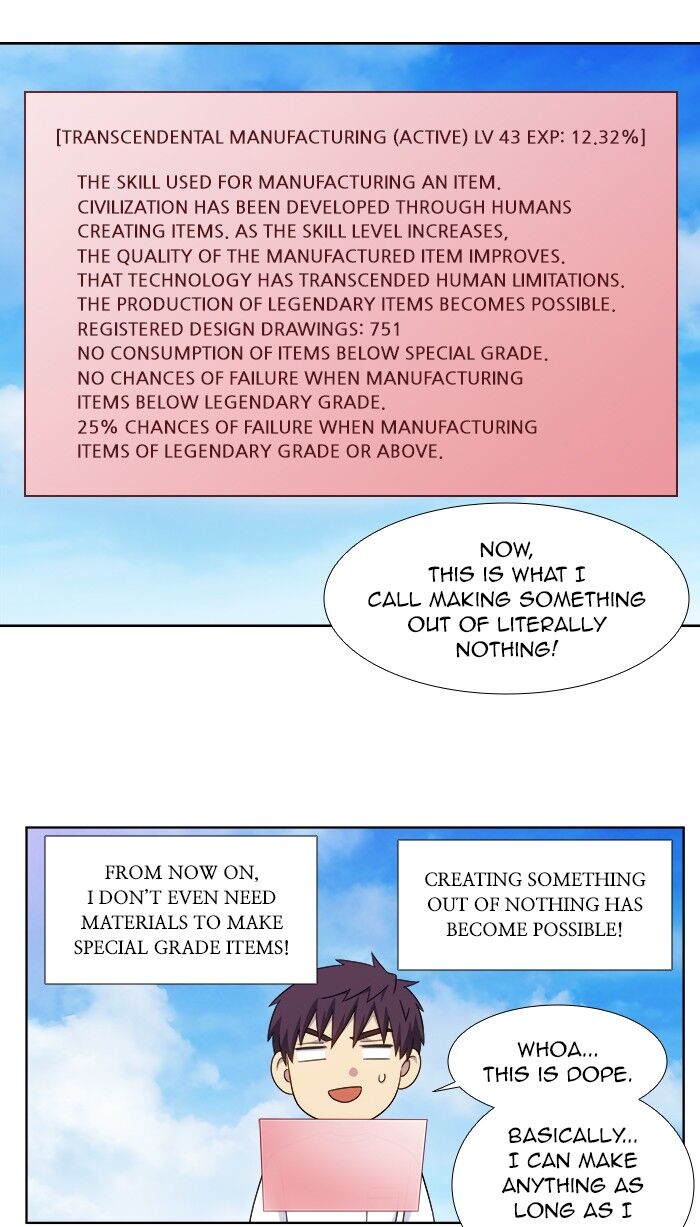 [TRANSCENDENTAL MANUFACTURING (ACTIVE) LV 43 EXP: 12.32%]
THE SKILL USED FOR MANUFACTURING AN ITEM.
CIVILIZATION HAS BEEN DEVELOPED THROUGH HUMANS
CREATING ITEMS. AS THE SKILL LEVEL INCREASES,
THE QUALITY OF THE MANUFACTURED ITEM IMPROVES.
THAT TECHNOLOGY HAS TRANSCENDED HUMAN LIMITATIONS.
THE PRODUCTION OF LEGENDARY ITEMS BECOMES POSSIBLE.
REGISTERED DESIGN DRAWINGS: 751
NO CONSUMPTION OF ITEMS BELOW SPECIAL GRADE.
NO CHANCES OF FAILURE WHEN MANUFACTURING
ITEMS BELOW LEGENDARY GRADE.
25% CHANCES OF FAILURE WHEN MANUFACTURING
ITEMS OF LEGENDARY GRADE OR ABOVE.
NOW,
THIS IS WHAT I
CALL MAKING SOMETHING
OUT OF LITERALLY
NOTHING!
FROM NOW ON,
I DON'T EVEN NEED
MATERIALS TO MAKE
SPECIAL GRADE ITEMS!
CREATING SOMETHING
OUT OF NOTHING HAS
BECOME POSSIBLE!
WHOA...
THIS IS DOPE.
BASICALLY...
I CAN MAKE
ANYTHING AS
LONG AS I